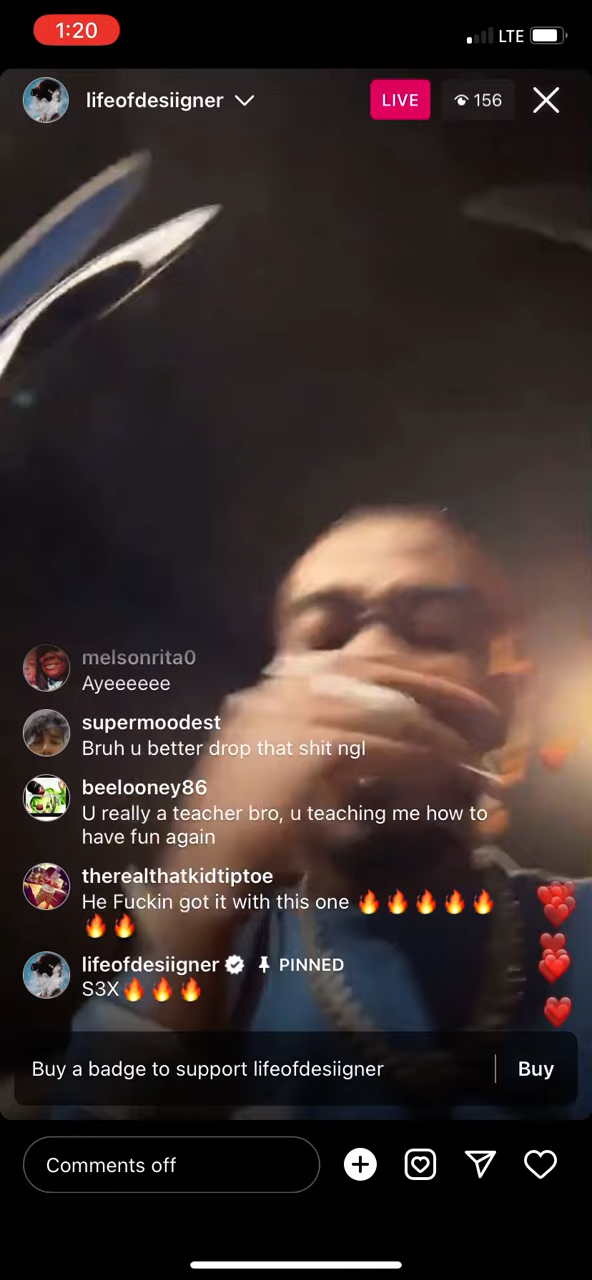 1:20
LTE
lifeofdesiigner
LIVE
156
melsonrita0
Ayeeeeee
supermoodest
Bruh u better drop that shit ngl
beelooney86
U really a teacher bro, u teaching me how to
have fun again
therealthatkidtiptoe
He Fuckin got it with this one 🔥🔥🔥🔥🔥
🔥🔥
lifeofdesiigner PINNED
S3X🔥🔥🔥
Buy a badge to support lifeofdesiigner
Buy
Comments off